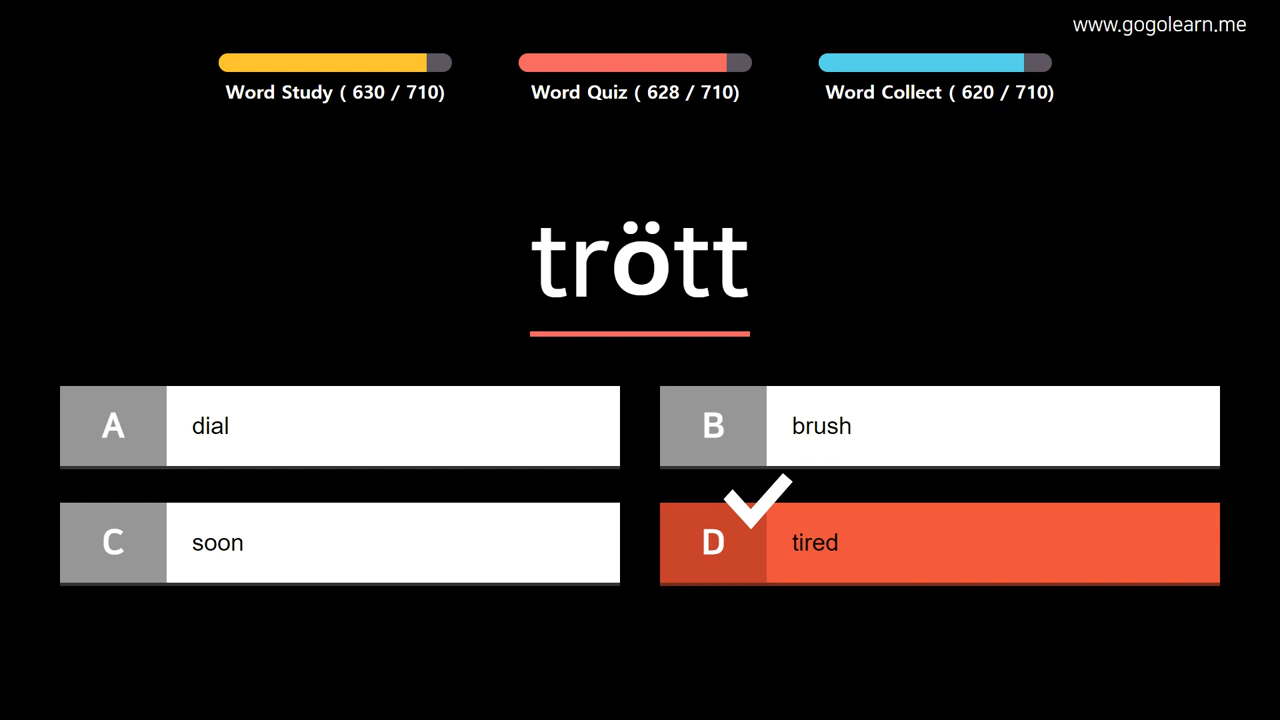 www.gogolearn.me
Word Study ( 630 / 710)
Word Quiz ( 628 / 710)
Word Collect ( 620 / 710)
trött
A dial
B brush
C soon
D tired